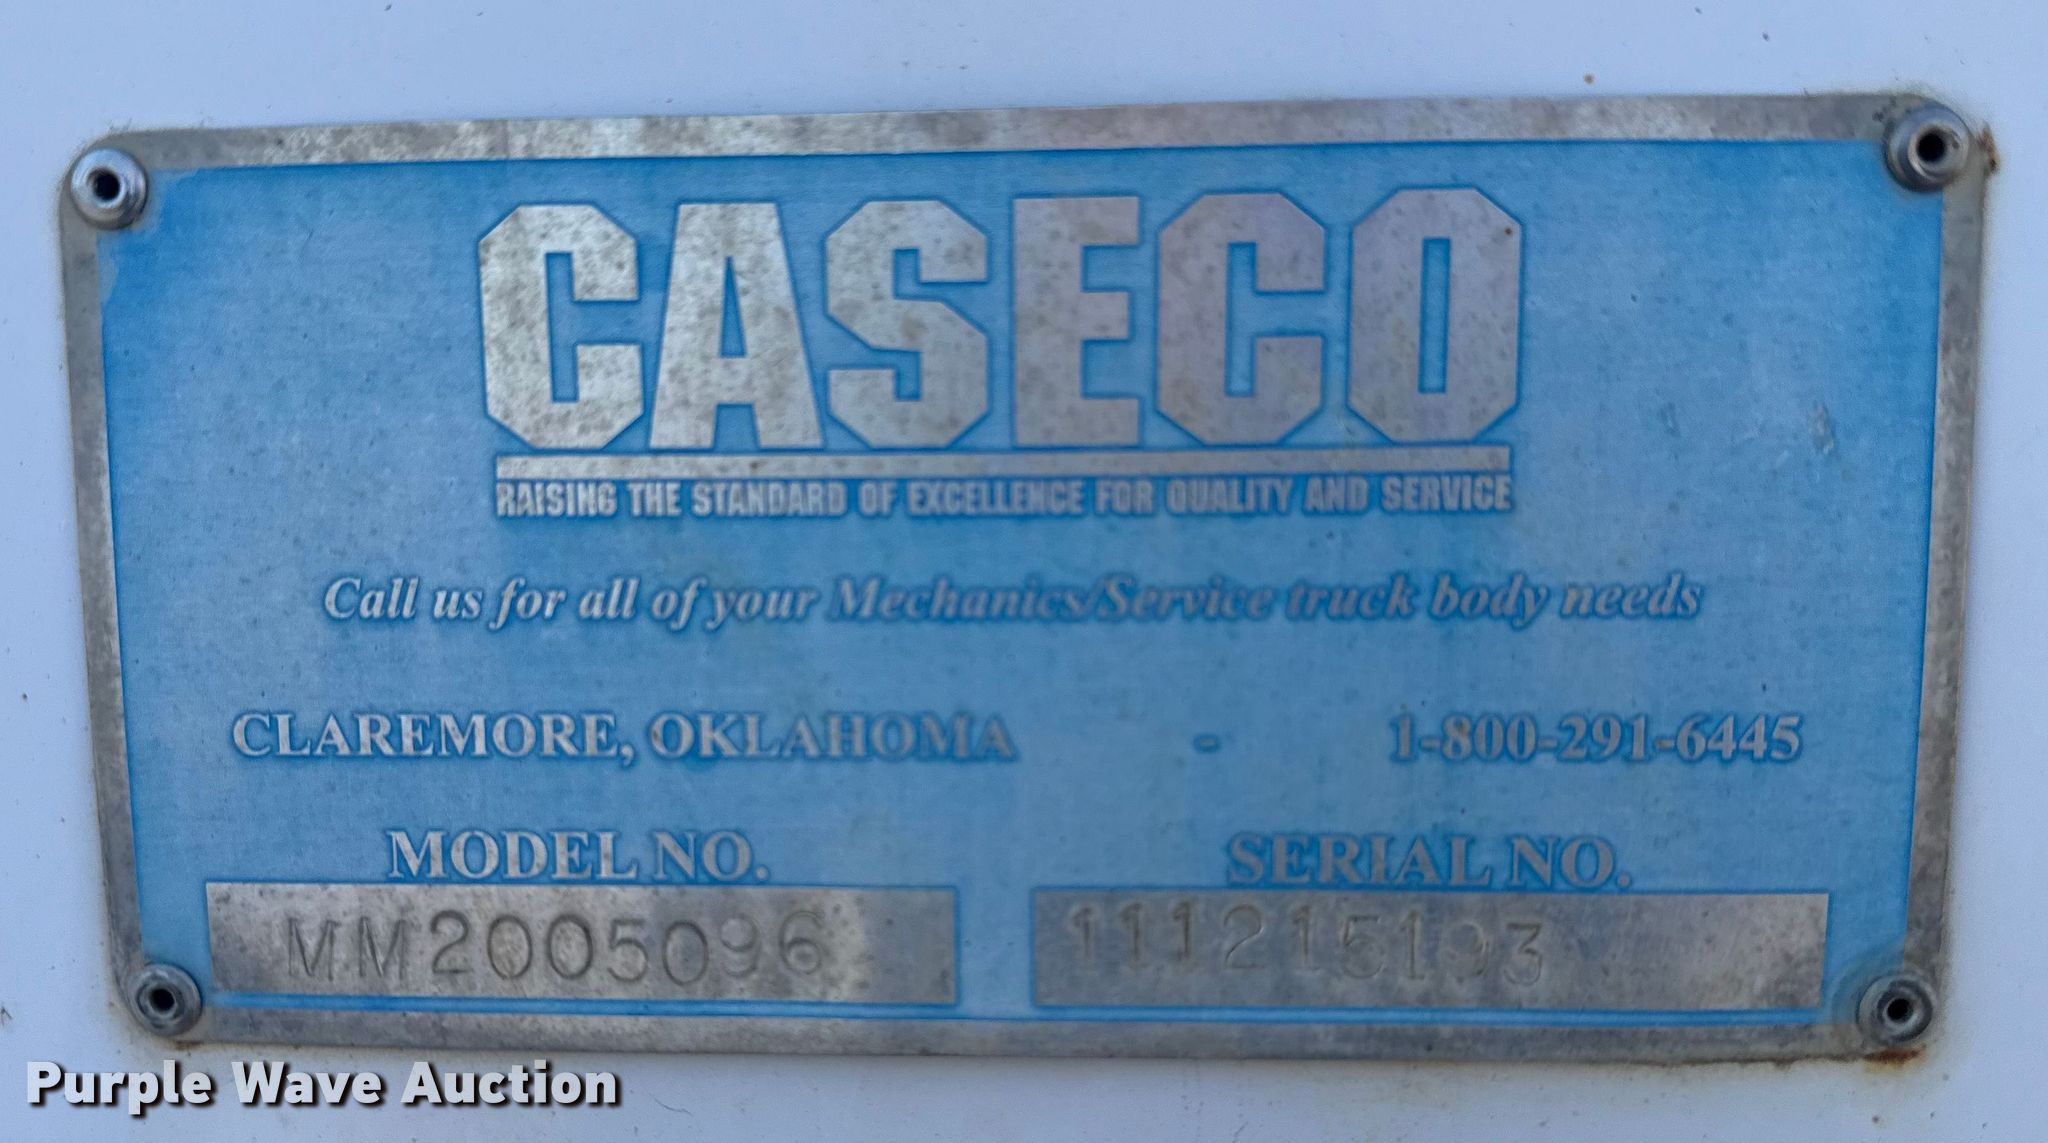 CASECO
RAISING THE STANDARD OF EXCELLENCE FOR QUALITY AND SERVICE
Call us for all of your Mechanics/Service truck body needs
CLAREMORE, OKLAHOMA - 1-800-291-6445
MODEL NO. SERIAL NO.
MM2005096 111215193
Purple Wave Auction